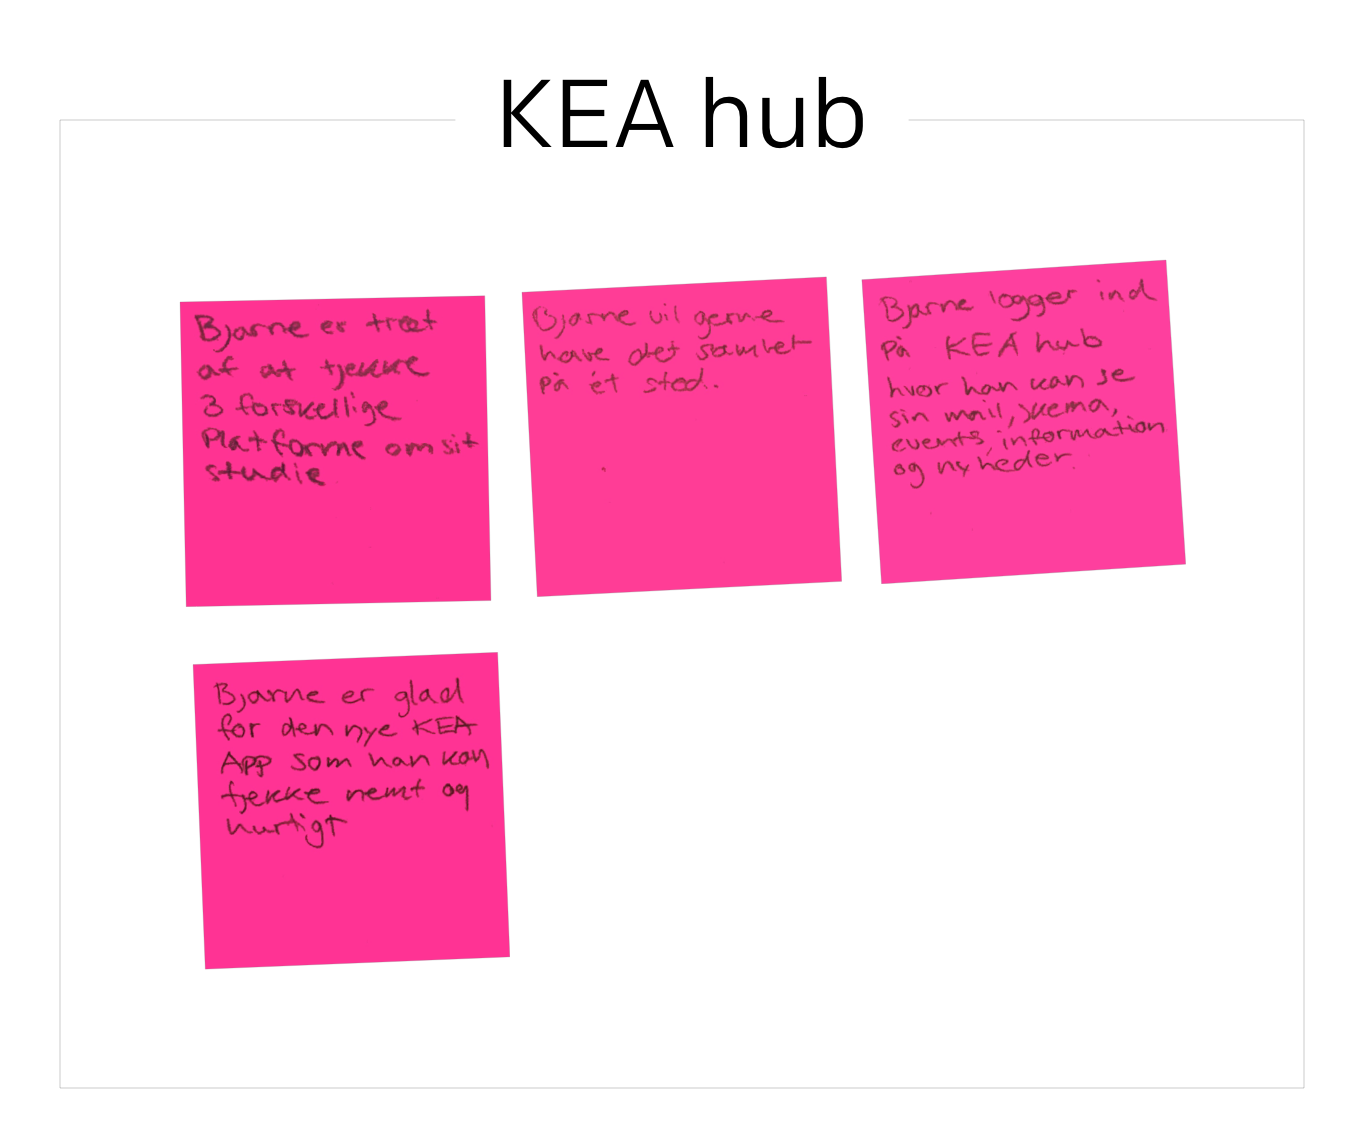 KEA hub
Bjarne er træt
af at tjekke
3 forskellige
Platforme om sit
studie
Bjarne vil gerne
have det samlet
på ét sted.
Bjarne logger ind
på KEA hub
hvor han kan se
sin mail, skema,
events, information
og nyheder.
Bjarne er glad
for den nye KEA
App som han kan
tjekke nemt og
hurtigt